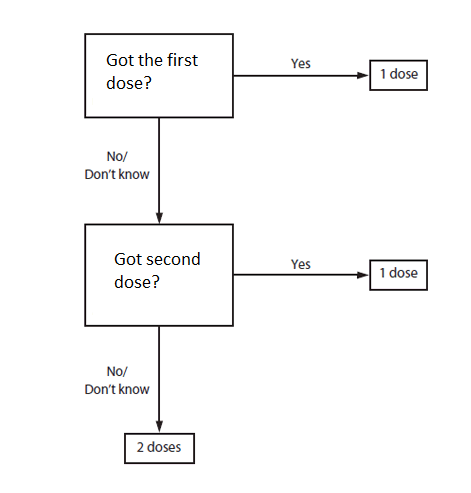 Got the first
dose?
Yes
1 dose
No/
Don't know
Got second
dose?
Yes
1 dose
No/
Don't know
2 doses